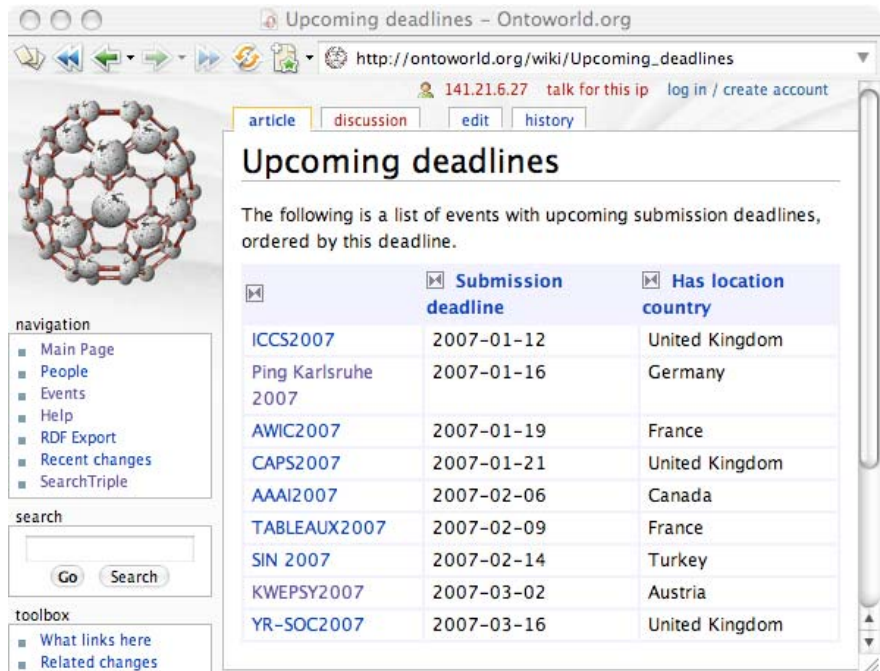 Upcoming deadlines – Ontoworld.org
http://ontoworld.org/wiki/Upcoming_deadlines
141.21.6.27 talk for this ip log in / create account
article discussion edit history
Upcoming deadlines
The following is a list of events with upcoming submission deadlines,
ordered by this deadline.
Submission deadline Has location country
ICCS2007 2007-01-12 United Kingdom
Ping Karlsruhe 2007 2007-01-16 Germany
AWIC2007 2007-01-19 France
CAPS2007 2007-01-21 United Kingdom
AAAI2007 2007-02-06 Canada
TABLEAUX2007 2007-02-09 France
SIN 2007 2007-02-14 Turkey
KWEPSY2007 2007-03-02 Austria
YR-SOC2007 2007-03-16 United Kingdom
navigation
Main Page
People
Events
Help
RDF Export
Recent changes
SearchTriple
search
Go Search
toolbox
What links here
Related changes